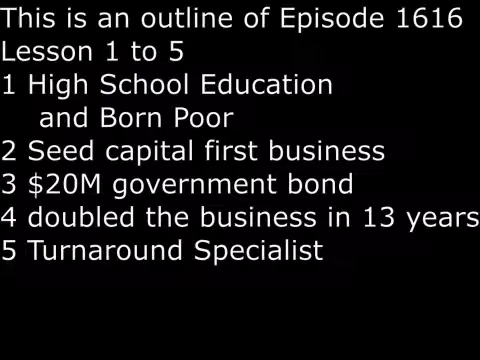 This is an outline of Episode 1616
Lesson 1 to 5
1 High School Education
and Born Poor
2 Seed capital first business
3 $20M government bond
4 doubled the business in 13 years
5 Turnaround Specialist